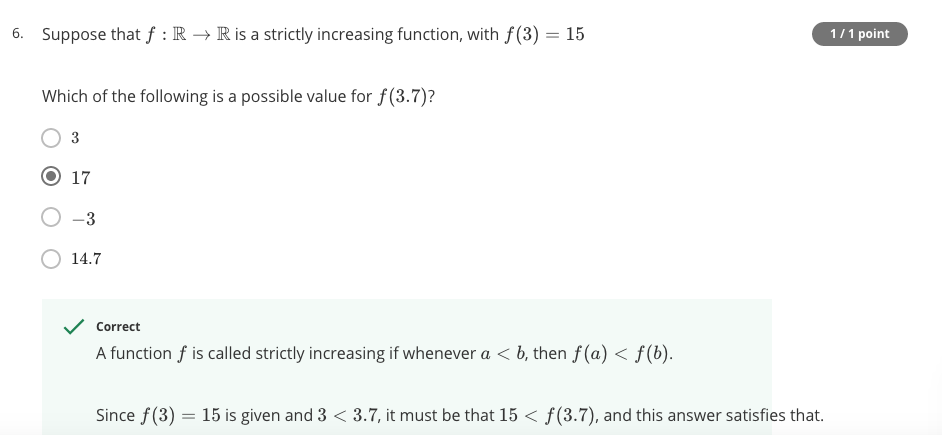 6. Suppose that f : ℝ → ℝ is a strictly increasing function, with f(3) = 15
1 / 1 point
Which of the following is a possible value for f(3.7)?
3
17
−3
14.7
Correct
A function f is called strictly increasing if whenever a < b, then f(a) < f(b).
Since f(3) = 15 is given and 3 < 3.7, it must be that 15 < f(3.7), and this answer satisfies that.